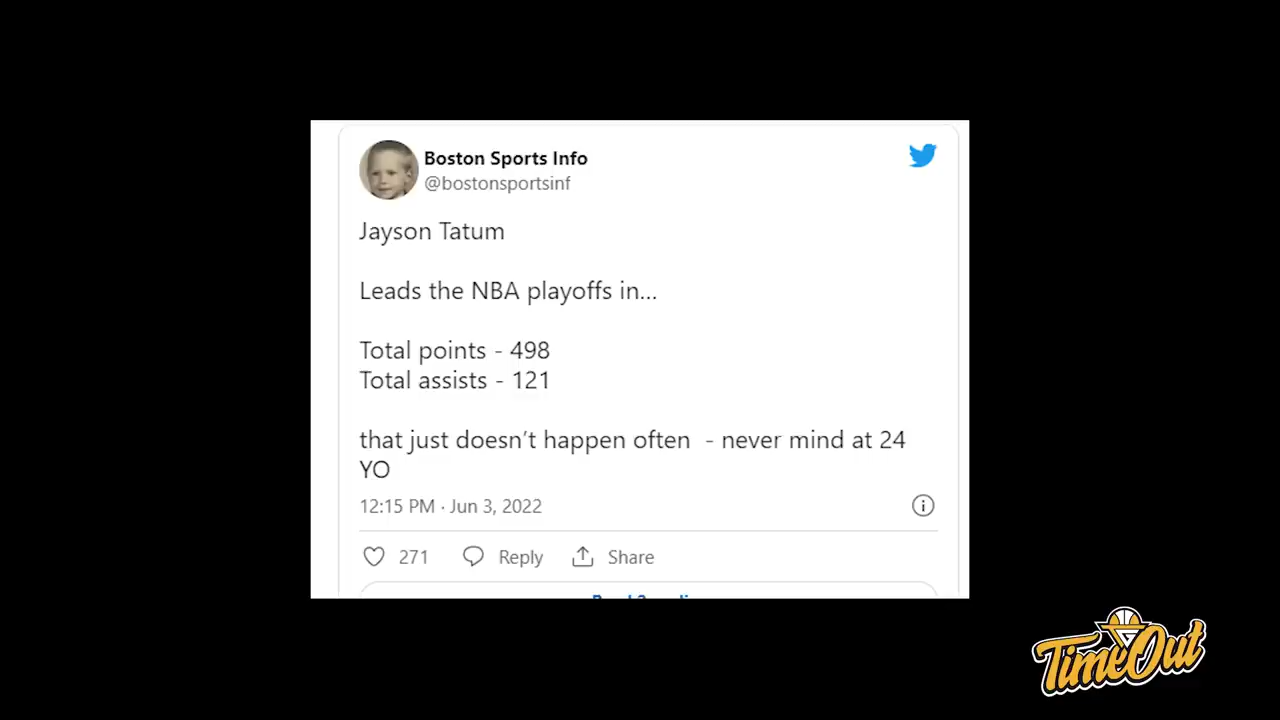 Boston Sports Info
@bostonsportsinf
Jayson Tatum
Leads the NBA playoffs in...
Total points - 498
Total assists - 121
that just doesn't happen often - never mind at 24
YO
12:15 PM · Jun 3, 2022
271 Reply Share
TimeOut